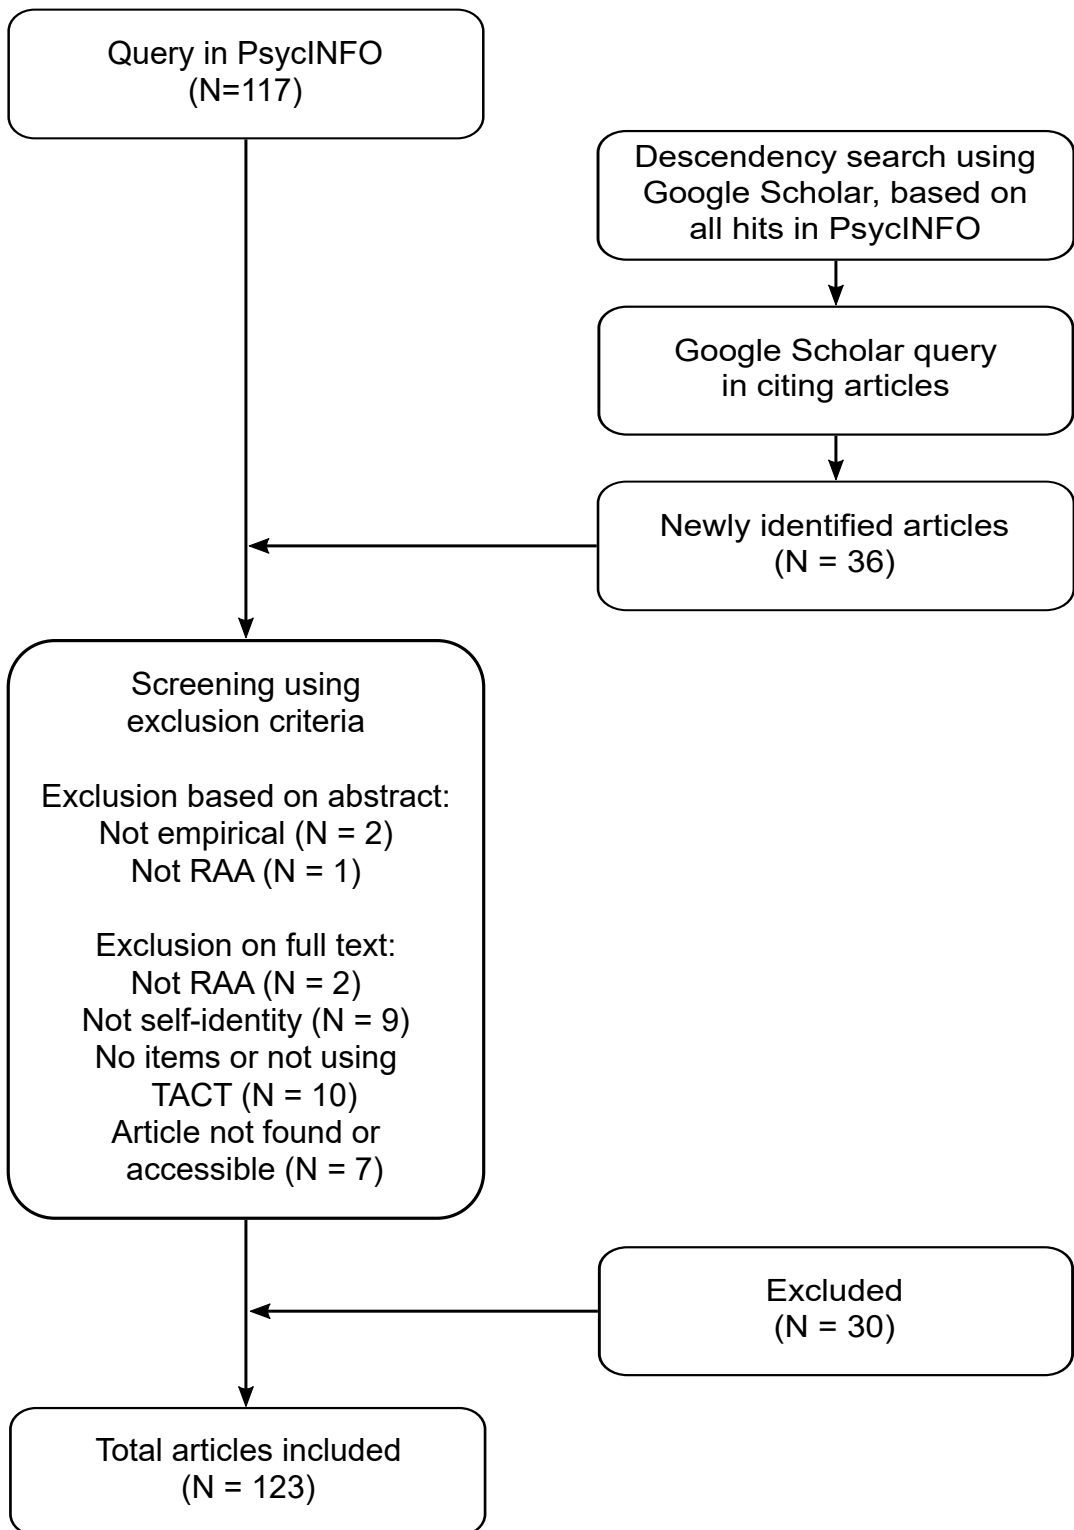 Query in PsycINFO
(N=117)
Descendency search using
Google Scholar, based on
all hits in PsycINFO
Google Scholar query
in citing articles
Newly identified articles
(N = 36)
Screening using
exclusion criteria
Exclusion based on abstract:
Not empirical (N = 2)
Not RAA (N = 1)
Exclusion on full text:
Not RAA (N = 2)
Not self-identity (N = 9)
No items or not using
TACT (N = 10)
Article not found or
accessible (N = 7)
Excluded
(N = 30)
Total articles included
(N = 123)